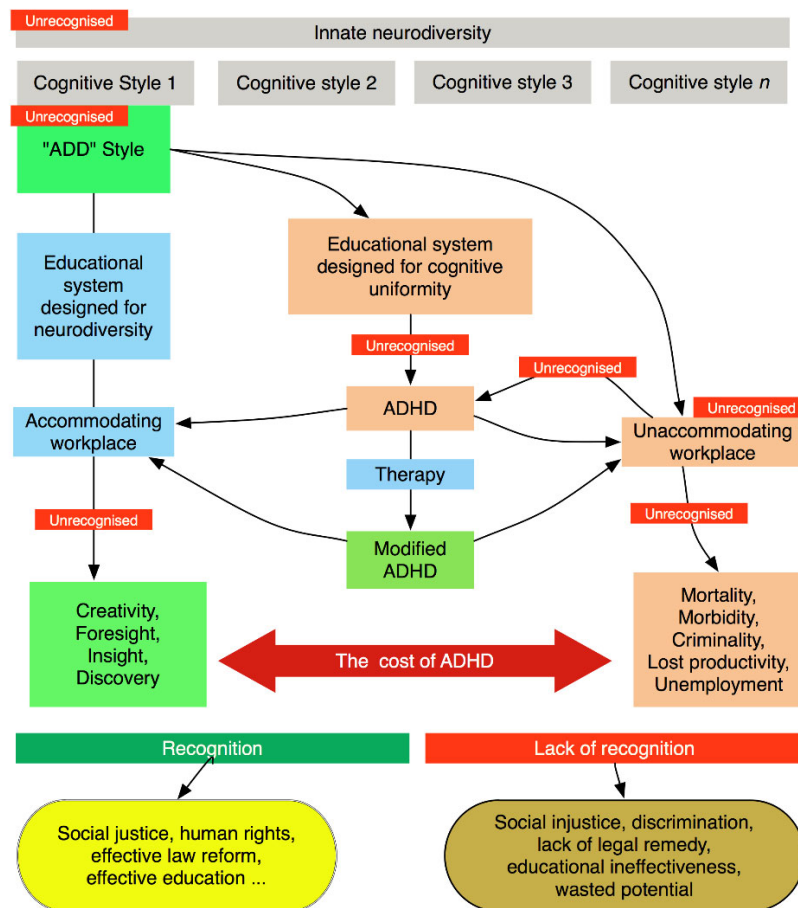 Unrecognised
Innate neurodiversity
Cognitive Style 1
Cognitive style 2
Cognitive style 3
Cognitive style n
Unrecognised
"ADD" Style
Educational
system
designed for
neurodiversity
Educational system
designed for cognitive
uniformity
Unrecognised
Unrecognised
ADHD
Unrecognised
Accommodating
workplace
Unaccommodating
workplace
Therapy
Unrecognised
Unrecognised
Modified
ADHD
Creativity,
Foresight,
Insight,
Discovery
Mortality,
Morbidity,
Criminality,
Lost productivity,
Unemployment
The cost of ADHD
Recognition
Lack of recognition
Social justice, human rights,
effective law reform,
effective education ...
Social injustice, discrimination,
lack of legal remedy,
educational ineffectiveness,
wasted potential